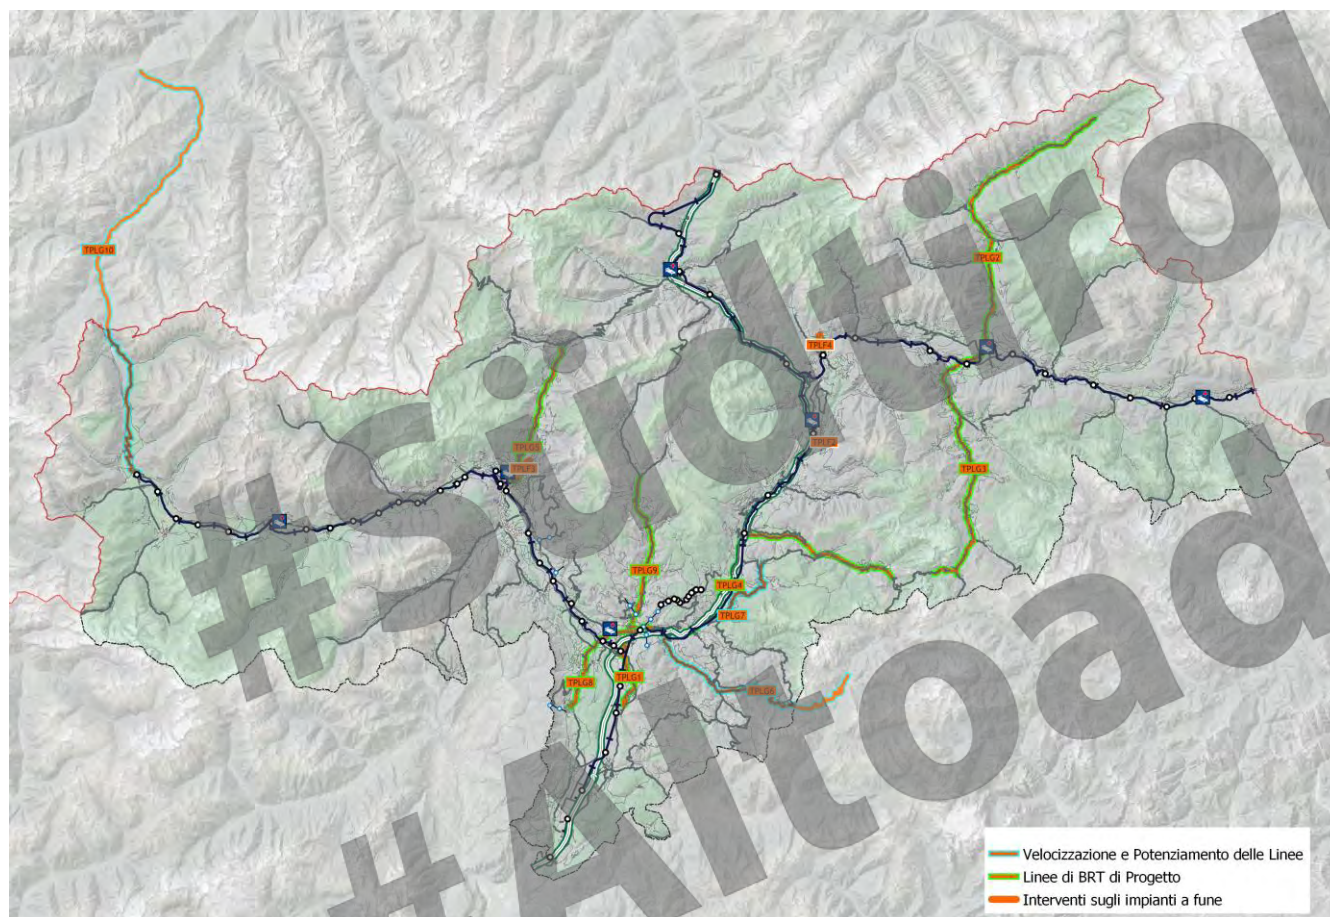 #Südtirol
#Altoad
TPLG10
TPLG2
TPLF4
TPLF2
TPLG5
TPLF3
TPLG3
TPLG9
TPLG4
TPLG7
TPLG8
TPLG1
TPLG6
Velocizzazione e Potenziamento delle Linee
Linee di BRT di Progetto
Interventi sugli impianti a fune